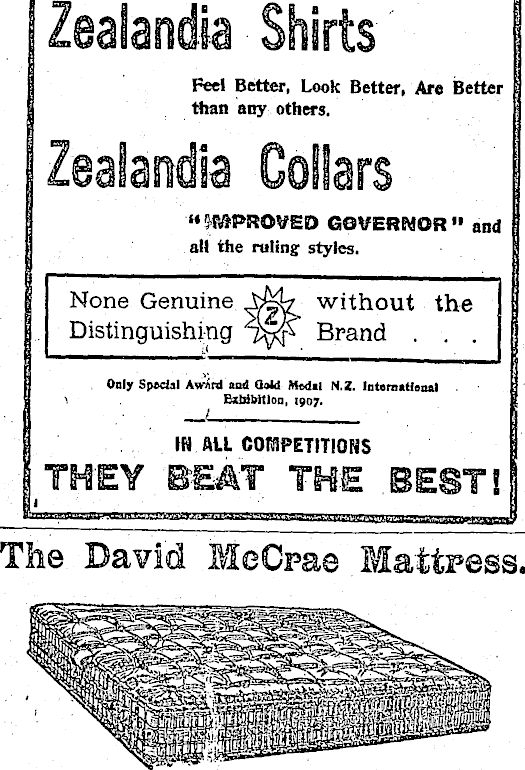 Zealandia Shirts
Feel Better, Look Better, Are Better
than any others.
Zealandia Collars
"IMPROVED GOVERNOR" and
all the ruling styles.
None Genuine Z without the
Distinguishing Brand . . .
Only Special Award and Gold Medal N.Z. International
Exhibition, 1907.
IN ALL COMPETITIONS
THEY BEAT THE BEST!
The David McCrae Mattress.